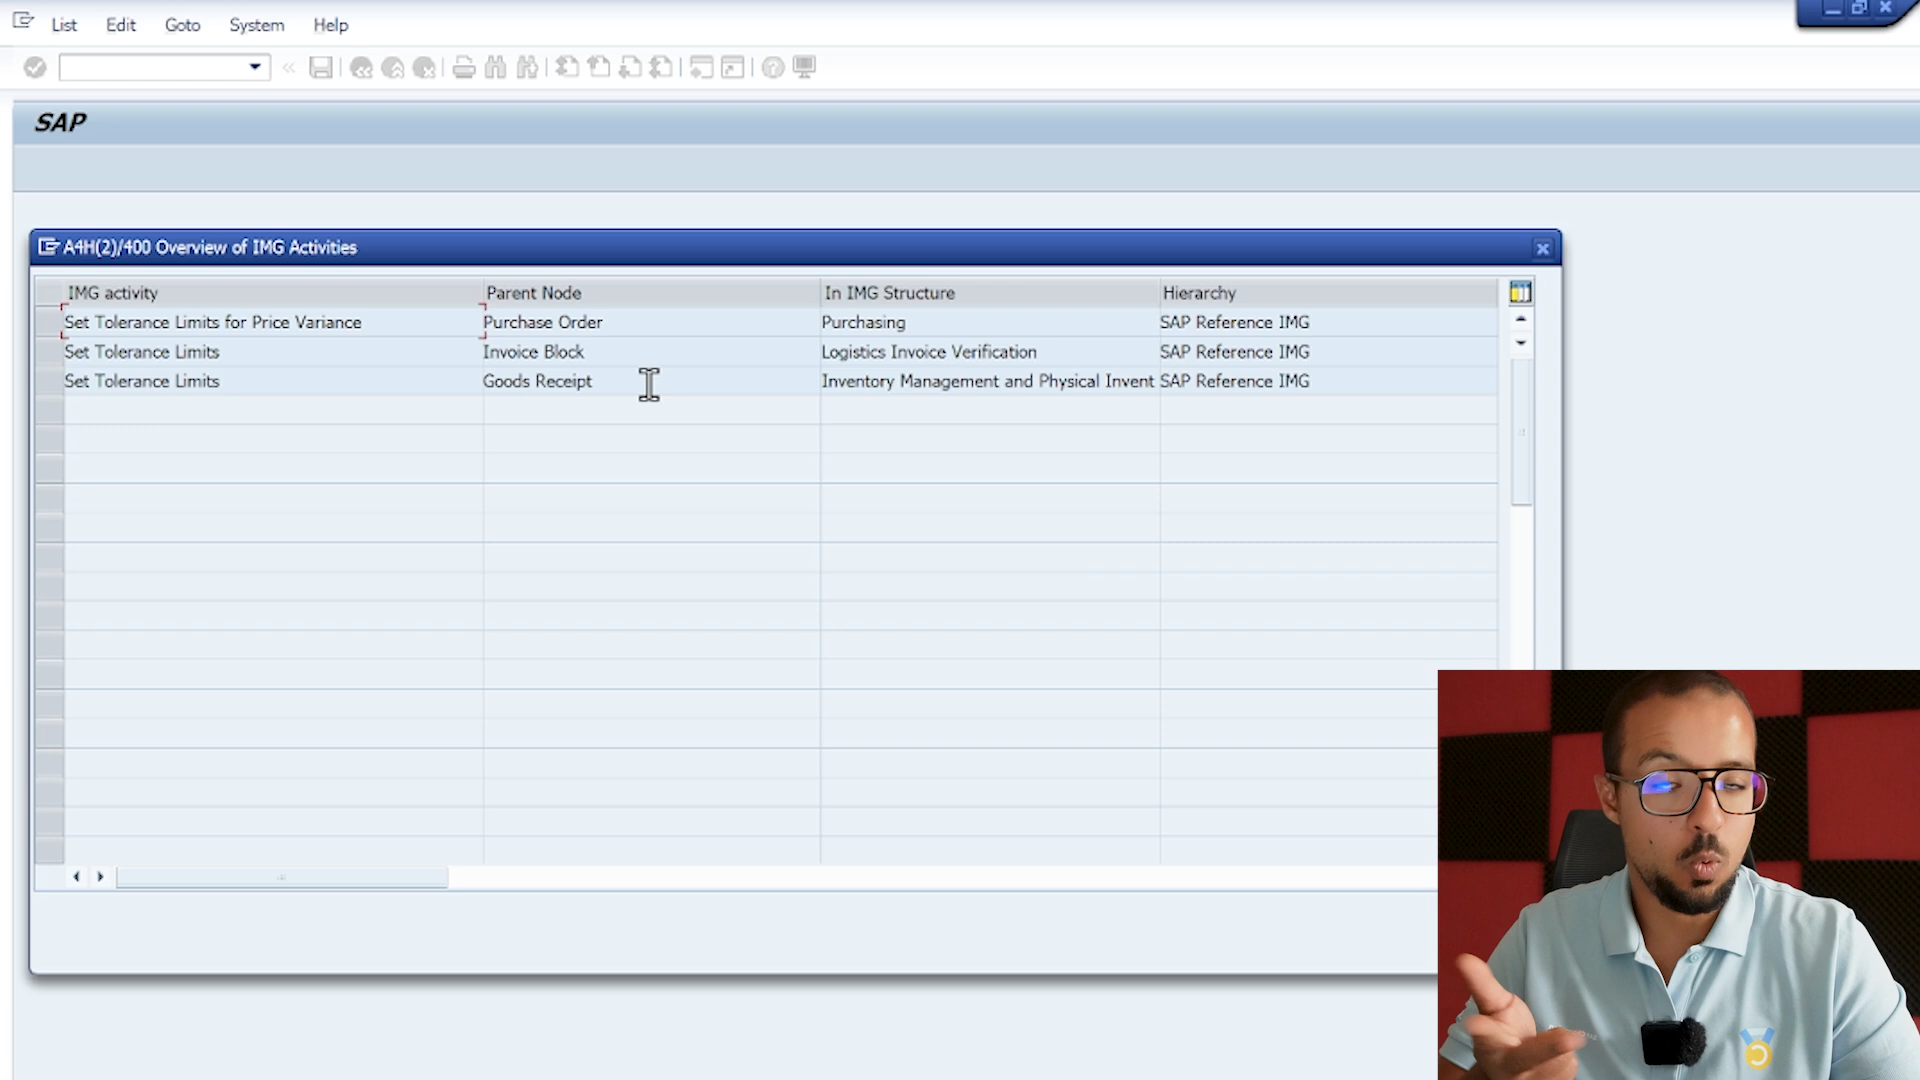 List Edit Goto System Help
SAP
A4H(2)/400 Overview of IMG Activities
IMG activity Parent Node In IMG Structure Hierarchy
Set Tolerance Limits for Price Variance Purchase Order Purchasing SAP Reference IMG
Set Tolerance Limits Invoice Block Logistics Invoice Verification SAP Reference IMG
Set Tolerance Limits Goods Receipt Inventory Management and Physical Invent SAP Reference IMG